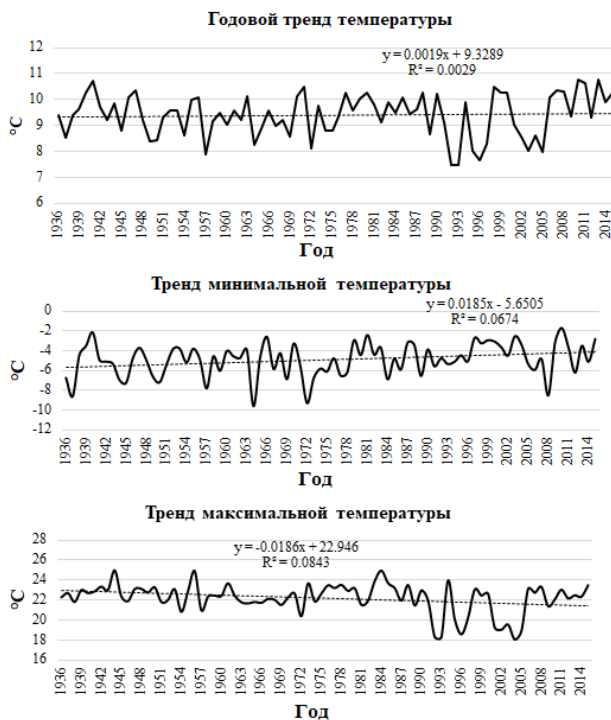 Годовой тренд температуры
y = 0.0019x + 9.3289
R² = 0.0029
12
11
10
9
8
7
6
°C
1936 1939 1942 1945 1948 1951 1954 1957 1960 1963 1966 1969 1972 1975 1978 1981 1984 1987 1990 1993 1996 1999 2002 2005 2008 2011 2014
Год
Тренд минимальной температуры
y = 0.0185x - 5.6505
R² = 0.0674
0
-2
-4
-6
-8
-10
-12
°C
1936 1939 1942 1945 1948 1951 1954 1957 1960 1963 1966 1969 1972 1975 1978 1981 1984 1987 1990 1993 1996 1999 2002 2005 2008 2011 2014
Год
Тренд максимальной температуры
y = -0.0186x + 22.946
R² = 0.0843
28
26
24
22
20
18
16
°C
1936 1939 1942 1945 1948 1951 1954 1957 1960 1963 1966 1969 1972 1975 1978 1981 1984 1987 1990 1993 1996 1999 2002 2005 2008 2011 2014
Год